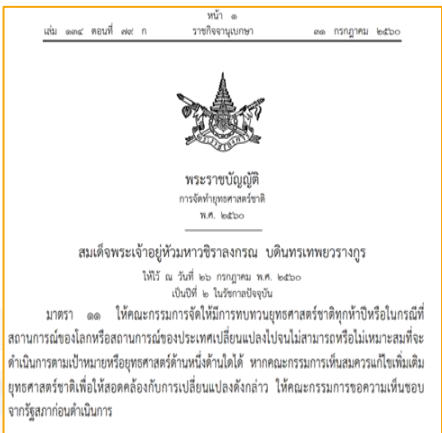 หน้า ๑
เล่ม ๑๓๔ ตอนที่ ๗๙ ก ราชกิจจานุเบกษา ๓๑ กรกฎาคม ๒๕๖๐
พระราชบัญญัติ
การจัดทำยุทธศาสตร์ชาติ
พ.ศ. ๒๕๖๐
สมเด็จพระเจ้าอยู่หัวมหาวชิราลงกรณ บดินทรเทพยวรางกูร
ให้ไว้ ณ วันที่ ๒๖ กรกฎาคม พ.ศ. ๒๕๖๐
เป็นปีที่ ๒ ในรัชกาลปัจจุบัน
มาตรา ๑๑ ให้คณะกรรมการจัดให้มีการทบทวนยุทธศาสตร์ชาติทุกห้าปีหรือในกรณีที่
สถานการณ์ของโลกหรือสถานการณ์ของประเทศเปลี่ยนแปลงไปจนไม่สามารถหรือไม่เหมาะสมที่จะ
ดำเนินการตามเป้าหมายหรือยุทธศาสตร์ด้านหนึ่งด้านใดได้ หากคณะกรรมการเห็นสมควรแก้ไขเพิ่มเติม
ยุทธศาสตร์ชาติเพื่อให้สอดคล้องกับการเปลี่ยนแปลงดังกล่าว ให้คณะกรรมการขอความเห็นชอบ
จากรัฐสภาก่อนดำเนินการ